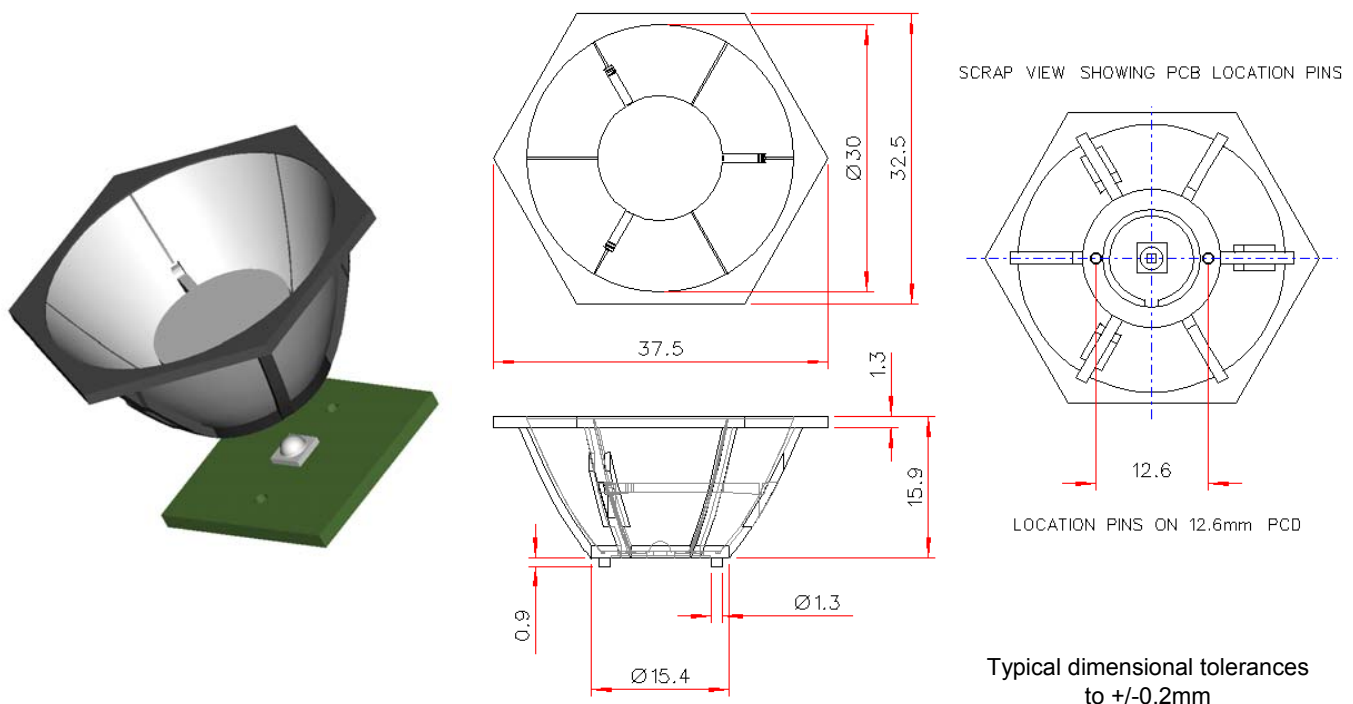 Ø30
32.5
37.5
SCRAP VIEW SHOWING PCB LOCATION PINS
12.6
LOCATION PINS ON 12.6mm PCD
1.3
15.9
0.9
Ø1.3
Ø15.4
Typical dimensional tolerances
to +/-0.2mm